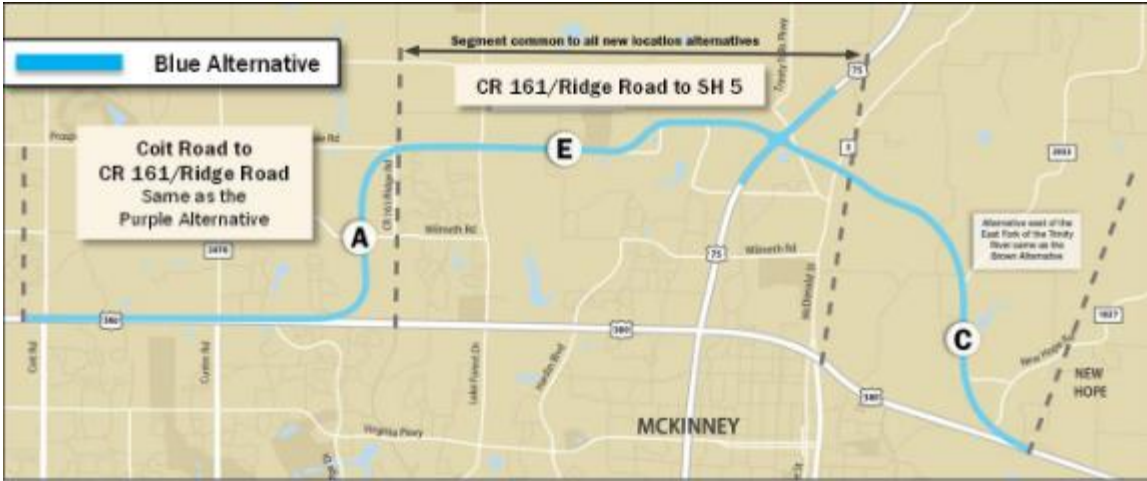 Segment common to all new location alternatives
Blue Alternative
CR 161/Ridge Road to SH 5
Coit Road to
CR 161/Ridge Road
Same as the
Purple Alternative
Trinity Falls Pkwy
75
5
2933
CR 161/Ridge Rd
E
A
Wilmeth Rd
2478
Alternative east of the
East Fork of the Trinity
River same as the
Brown Alternative
75
Wilmeth Rd
McDonald St
380
380
C
1827
New Hope Rd
NEW
HOPE
Coit Rd
Custer Rd
Lake Forest Dr
Hardin Blvd
380
Virginia Pkwy
MCKINNEY